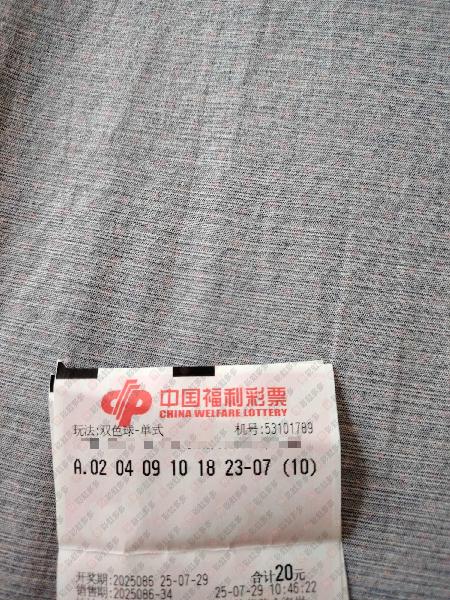 中国福利彩票
CHINA WELFARE LOTTERY
玩法:双色球-单式 机号:53101789
A.02 04 09 10 18 23-07 (10)
开奖期:2025086 25-07-29 合计20元
销售期:2025086-34 25-07-29 10:46:22